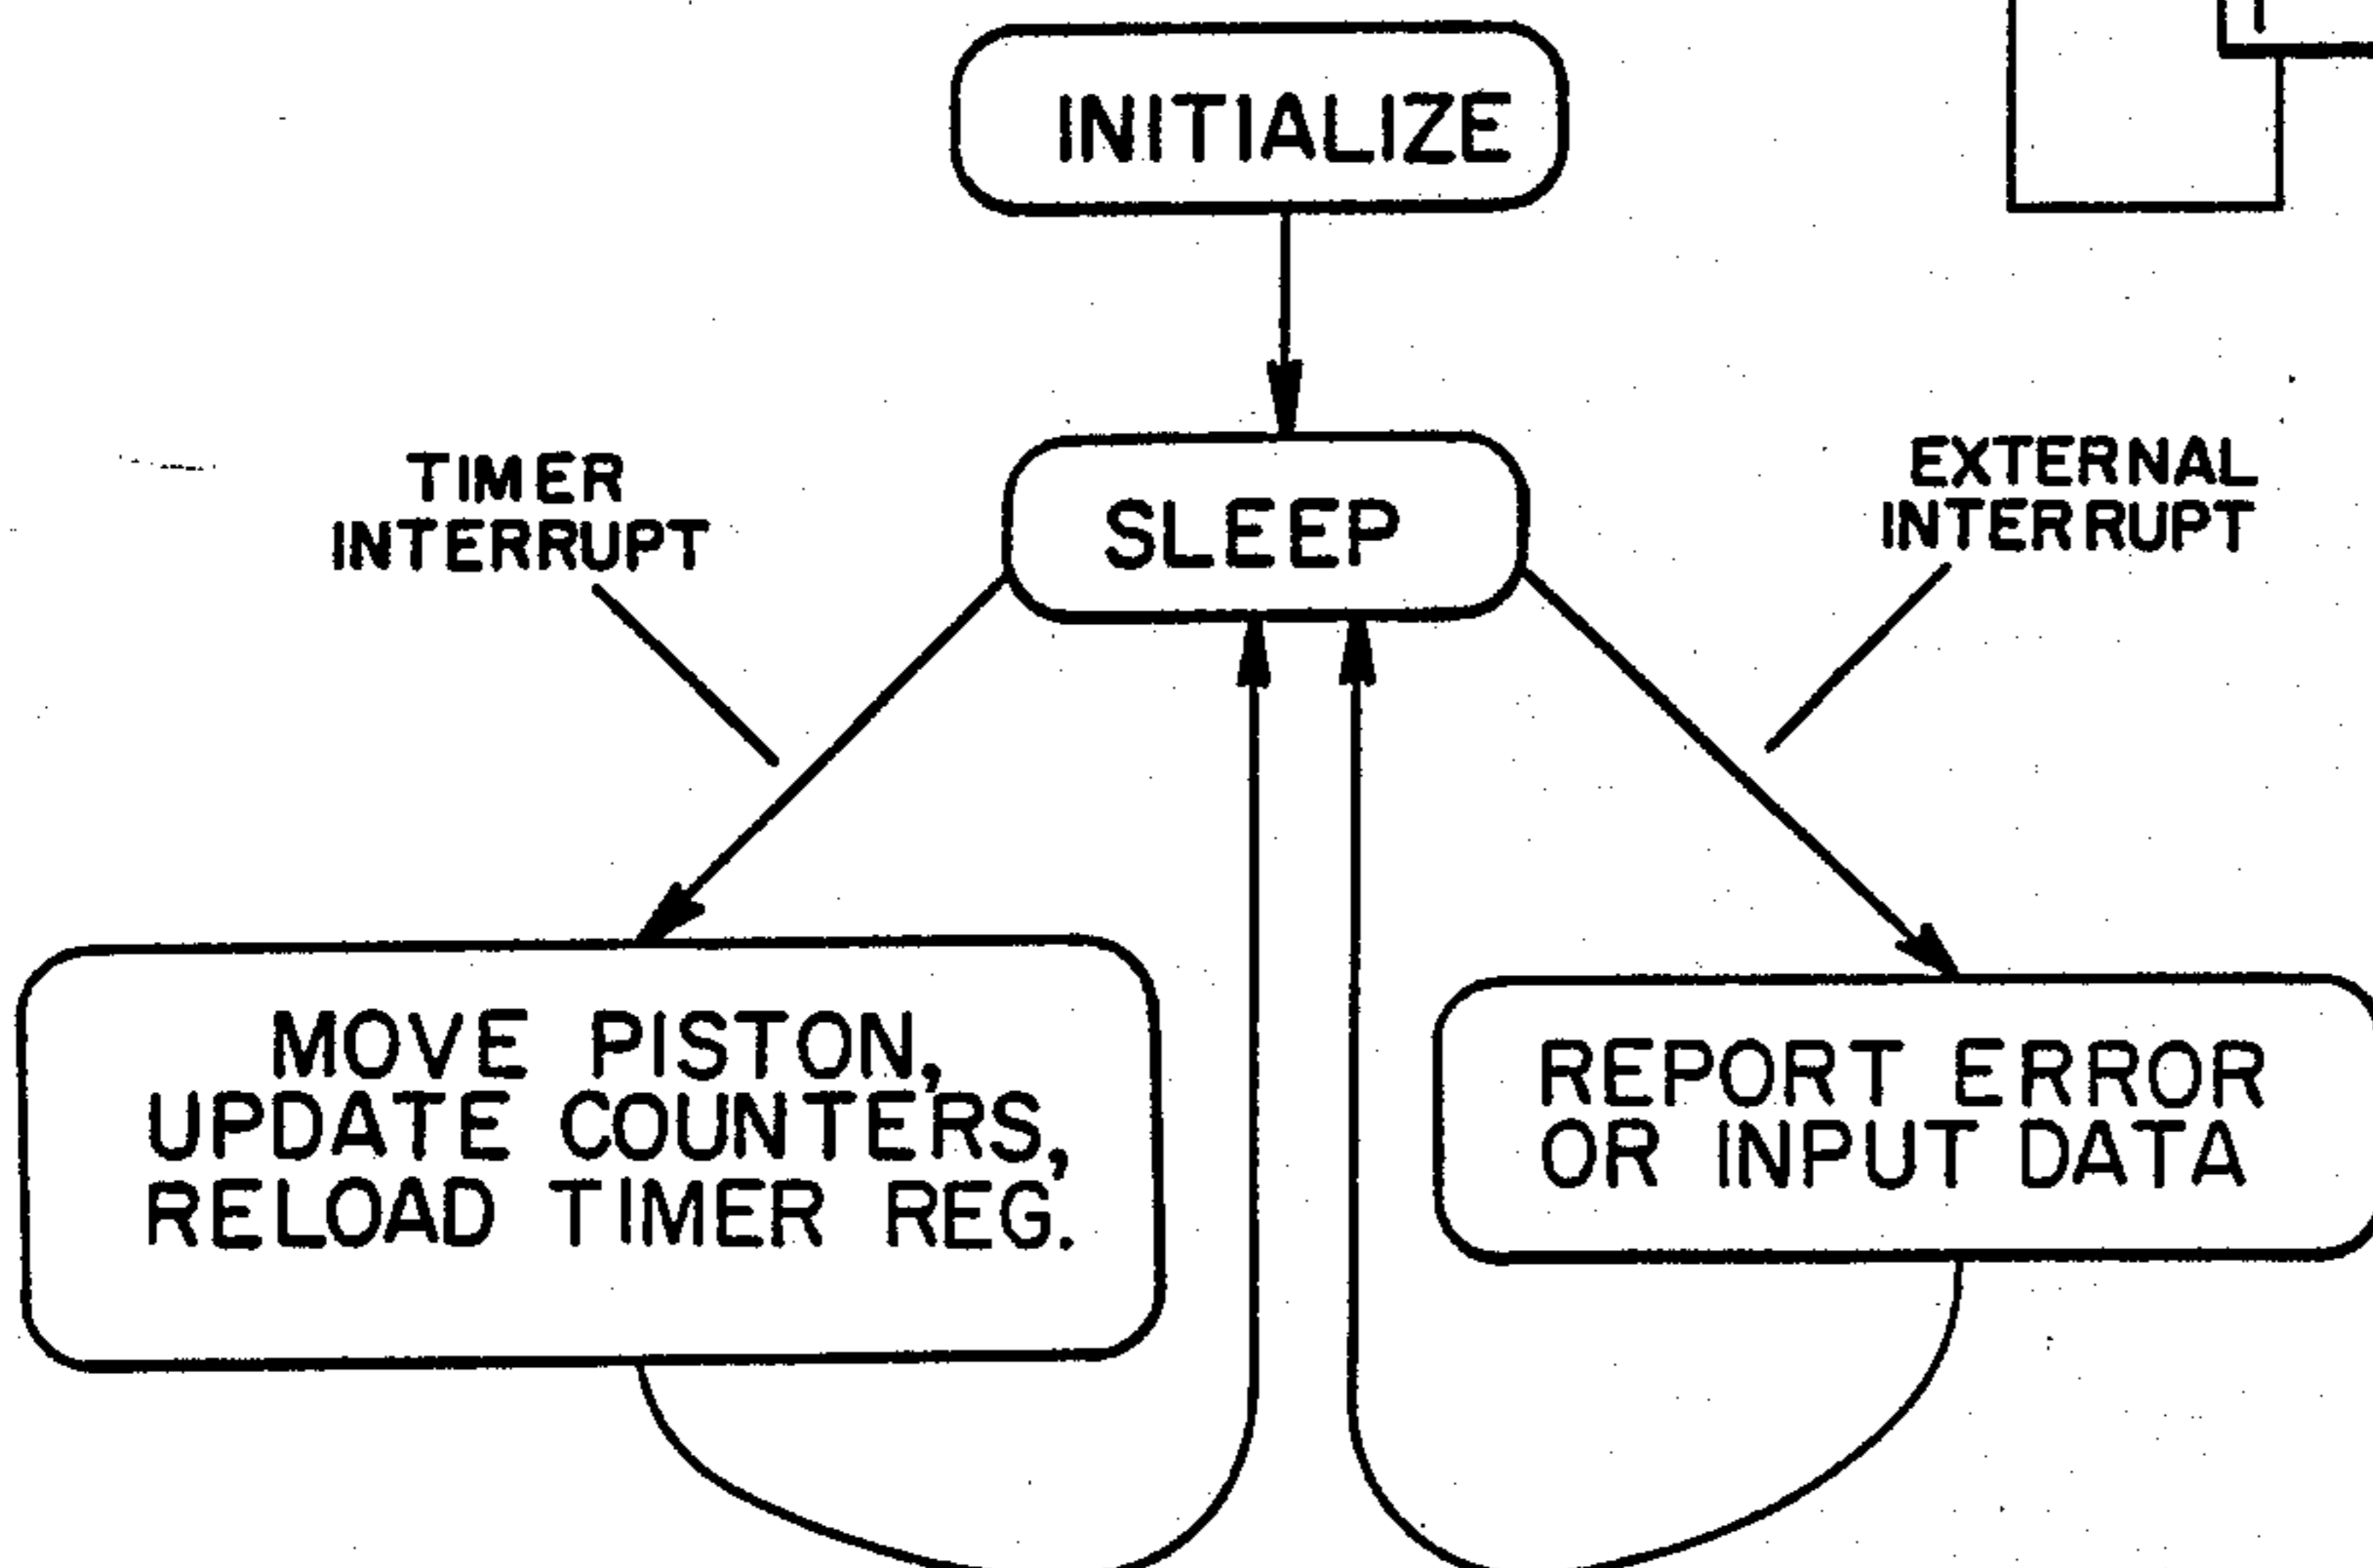 INITIALIZE
SLEEP
TIMER
INTERRUPT
EXTERNAL
INTERRUPT
MOVE PISTON,
UPDATE COUNTERS,
RELOAD TIMER REG.
REPORT ERROR
OR INPUT DATA